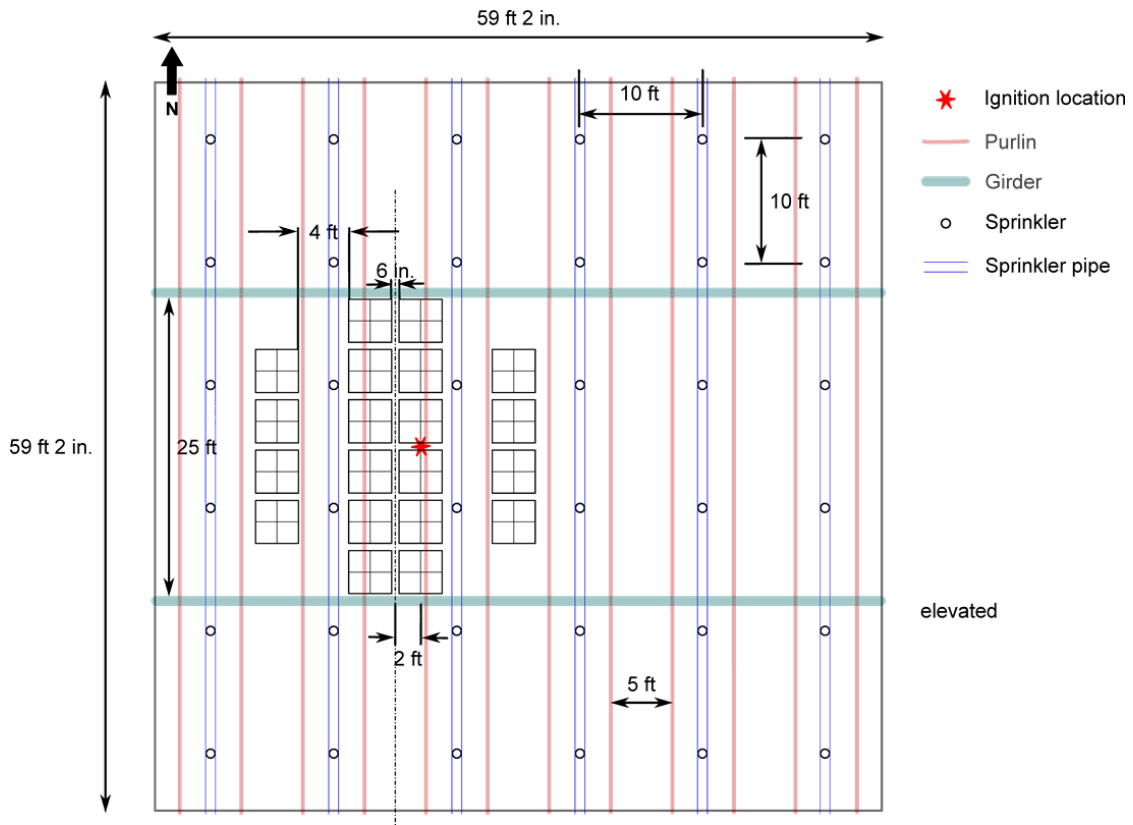 59 ft 2 in.
N
10 ft
Ignition location
Purlin
Girder
10 ft
Sprinkler
4 ft
6 in.
Sprinkler pipe
59 ft 2 in.
25 ft
elevated
2 ft
5 ft